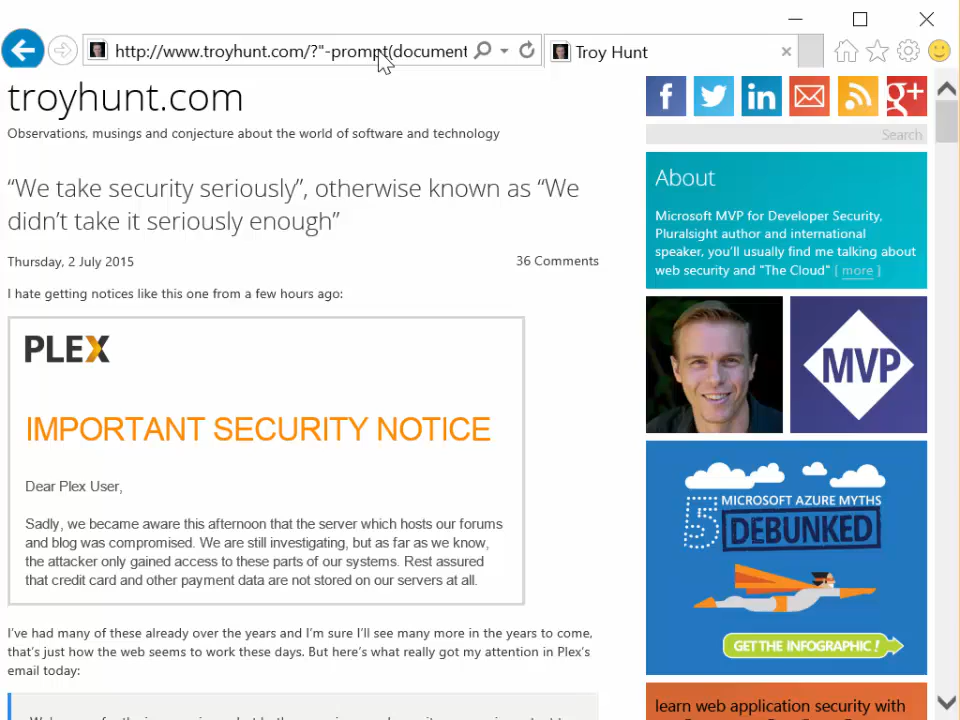 http://www.troyhunt.com/?"-prompt(document
Troy Hunt
troyhunt.com
Observations, musings and conjecture about the world of software and technology
“We take security seriously”, otherwise known as “We
didn’t take it seriously enough”
Thursday, 2 July 2015
36 Comments
I hate getting notices like this one from a few hours ago:
PLEX
IMPORTANT SECURITY NOTICE
Dear Plex User,
Sadly, we became aware this afternoon that the server which hosts our forums
and blog was compromised. We are still investigating, but as far as we know,
the attacker only gained access to these parts of our systems. Rest assured
that credit card and other payment data are not stored on our servers at all.
I’ve had many of these already over the years and I’m sure I’ll see many more in the years to come,
that’s just how the web seems to work these days. But here’s what really got my attention in Plex’s
email today:
f
in
g+
Search
About
Microsoft MVP for Developer Security,
Pluralsight author and international
speaker, you’ll usually find me talking about
web security and "The Cloud" [ more ]
MVP
5 MICROSOFT AZURE MYTHS
DEBUNKED
GET THE INFOGRAPHIC!
learn web application security with